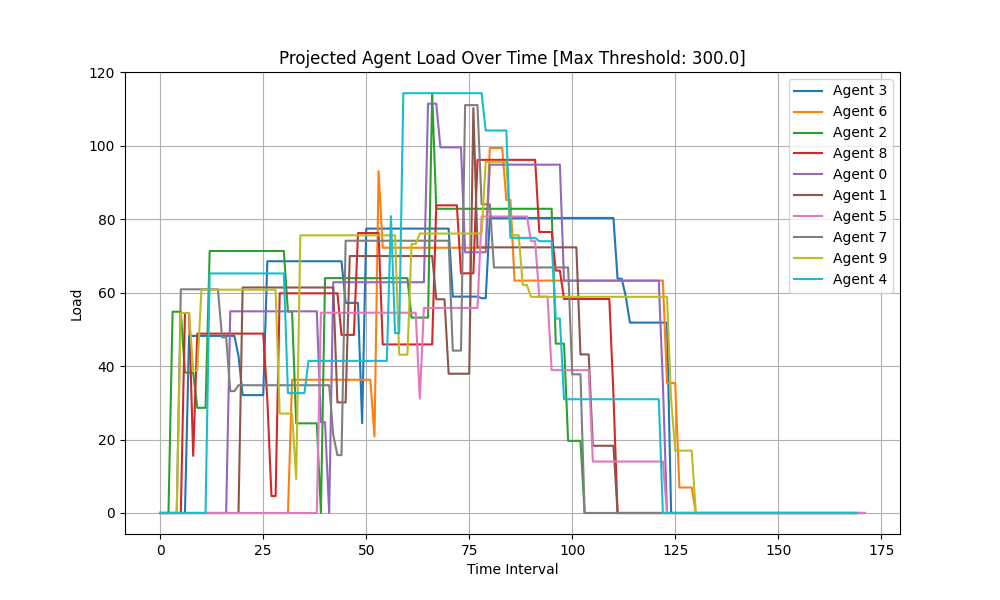 Projected Agent Load Over Time [Max Threshold: 300.0]
120
100
80
60
40
20
0
Load
0
25
50
75
100
125
150
175
Time Interval
Agent 3
Agent 6
Agent 2
Agent 8
Agent 0
Agent 1
Agent 5
Agent 7
Agent 9
Agent 4